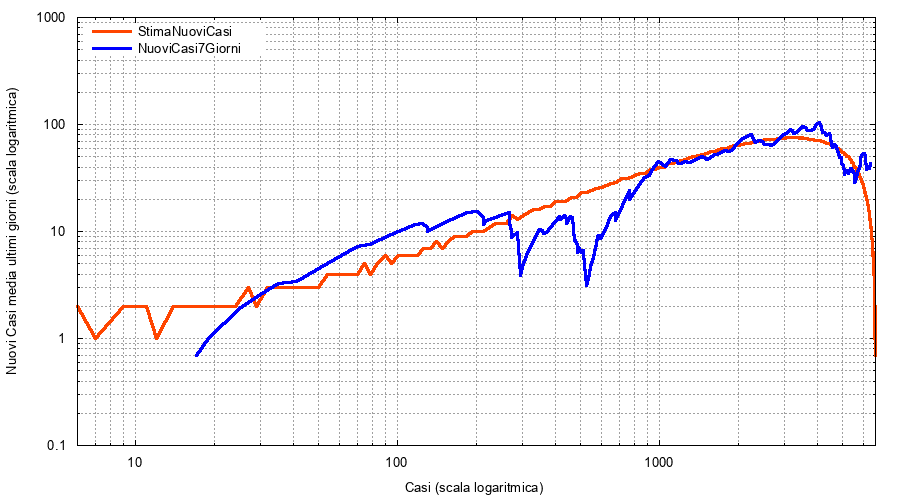 1000
StimaNuoviCasi
NuoviCasi7Giorni
100
10
1
0.1
Nuovi Casi media ultimi giorni (scala logaritmica)
10 100 1000
Casi (scala logaritmica)